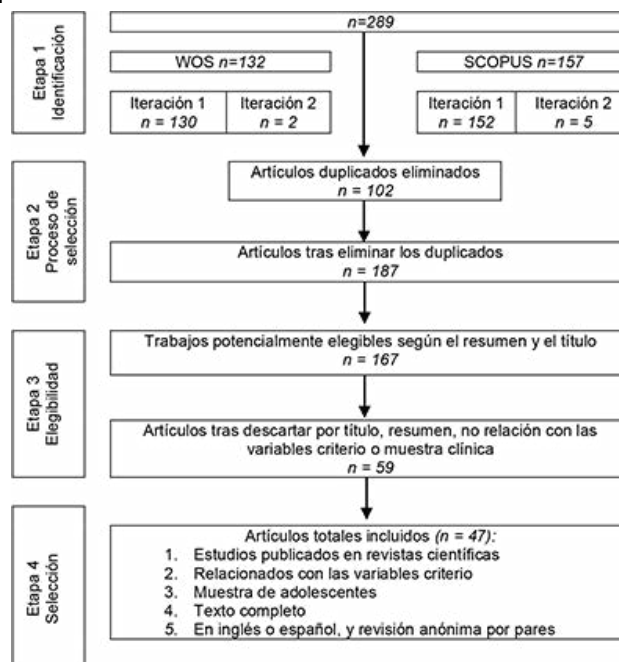 Etapa 1
Identificación
n=289
WOS n=132
SCOPUS n=157
Iteración 1
n = 130
Iteración 2
n = 2
Iteración 1
n = 152
Iteración 2
n = 5
Etapa 2
Proceso de
selección
Artículos duplicados eliminados
n = 102
Artículos tras eliminar los duplicados
n = 187
Etapa 3
Elegibilidad
Trabajos potencialmente elegibles según el resumen y el título
n = 167
Artículos tras descartar por título, resumen, no relación con las
variables criterio o muestra clínica
n = 59
Etapa 4
Selección
Artículos totales incluidos (n = 47):
1. Estudios publicados en revistas científicas
2. Relacionados con las variables criterio
3. Muestra de adolescentes
4. Texto completo
5. En inglés o español, y revisión anónima por pares